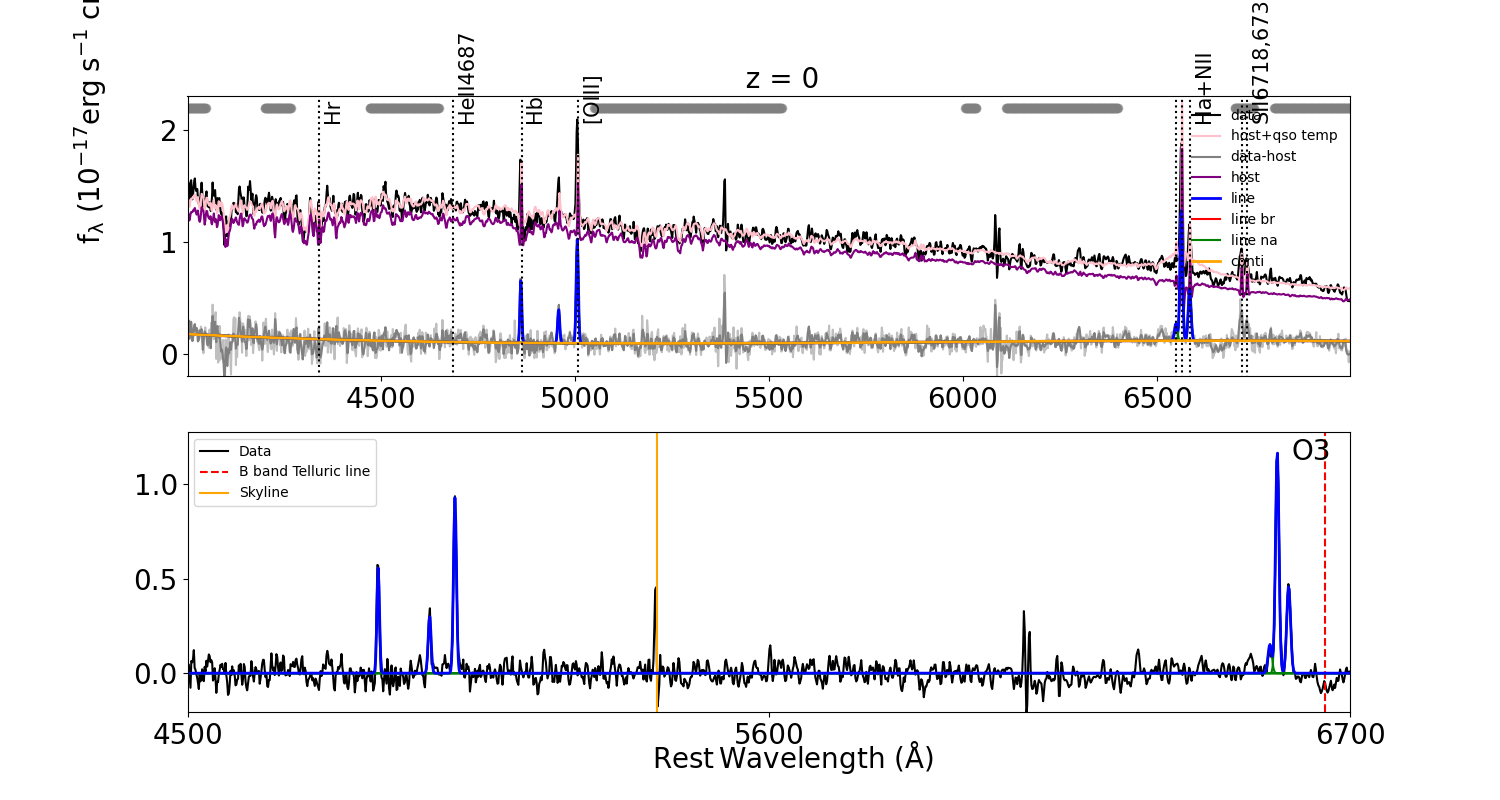 z = 0
f_λ (10^−17 erg s^−1 c
Hr
HeII4687
Hb
[OIII]
Ha+NII
SII6718,673
data
host+qso temp
data-host
host
line
line br
line na
conti
2
1
0
4500 5000 5500 6000 6500
Data
B band Telluric line
Skyline
O3
1.0
0.5
0.0
4500 5600 6700
Rest Wavelength (Å)